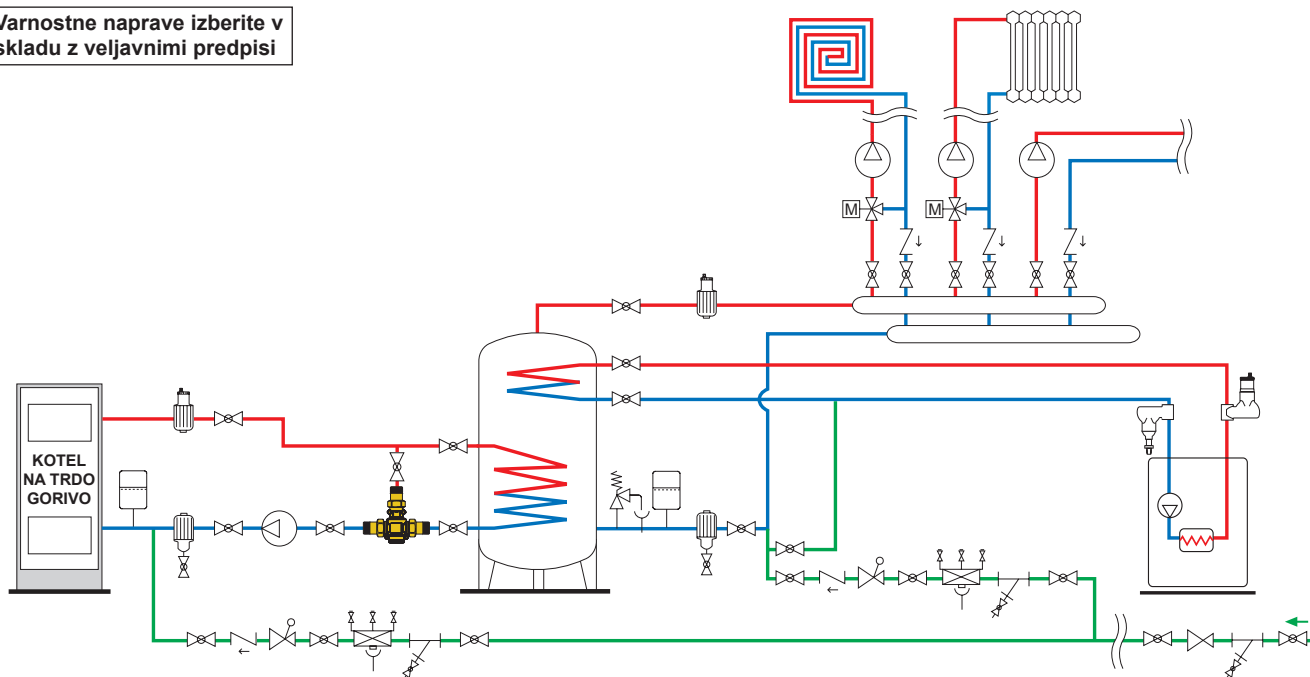 Varnostne naprave izberite v
skladu z veljavnimi predpisi
M
M
KOTEL
NA TRDO
GORIVO